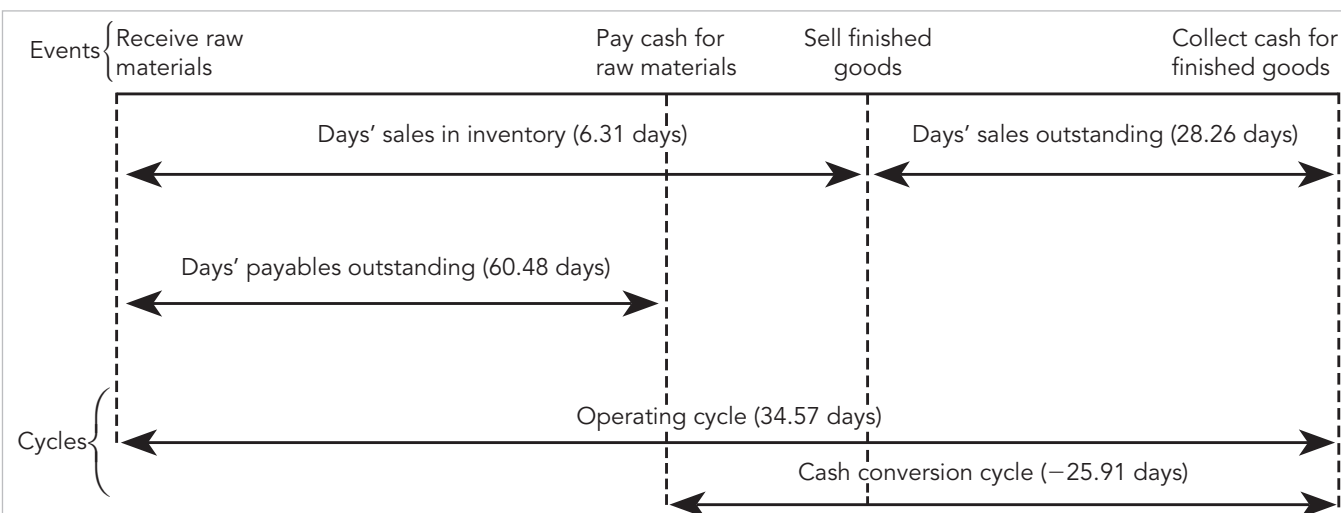 Events
Receive raw
materials
Pay cash for
raw materials
Sell finished
goods
Collect cash for
finished goods
Days’ sales in inventory (6.31 days)
Days’ sales outstanding (28.26 days)
Days’ payables outstanding (60.48 days)
Operating cycle (34.57 days)
Cycles
Cash conversion cycle (−25.91 days)